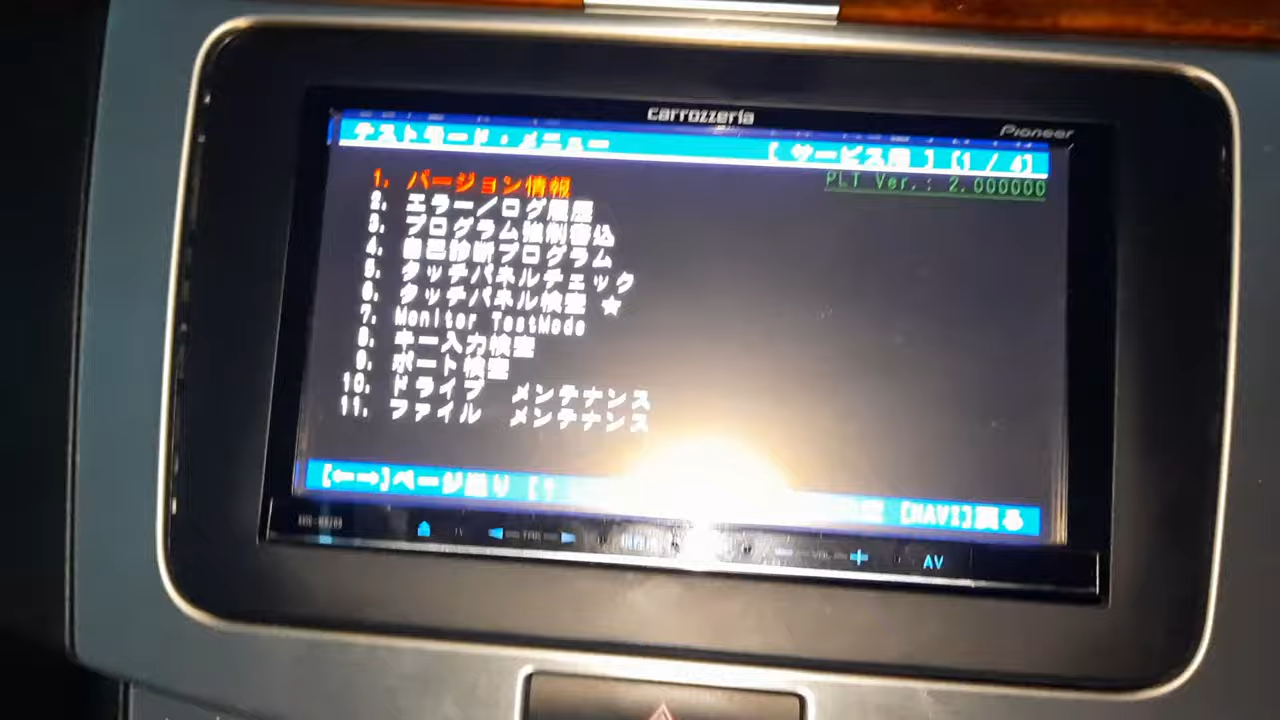 carrozzeria
Pioneer
テストモード・メニュー [ サービス用 ] [1 / 4]
PLT Ver.: 2.000000
1. バージョン情報
2. エラー/ログ履歴
3. プログラム強制書込
4. 自己診断プログラム
5. タッチパネルチェック
6. タッチパネル検査 ★
7. Monitor TestMode
8. キー入力検査
9. ポート検査
10. ドライブ メンテナンス
11. ファイル メンテナンス
[←→]ページ送り [↑ [NAVI]戻る
TRK
VOL +
AV